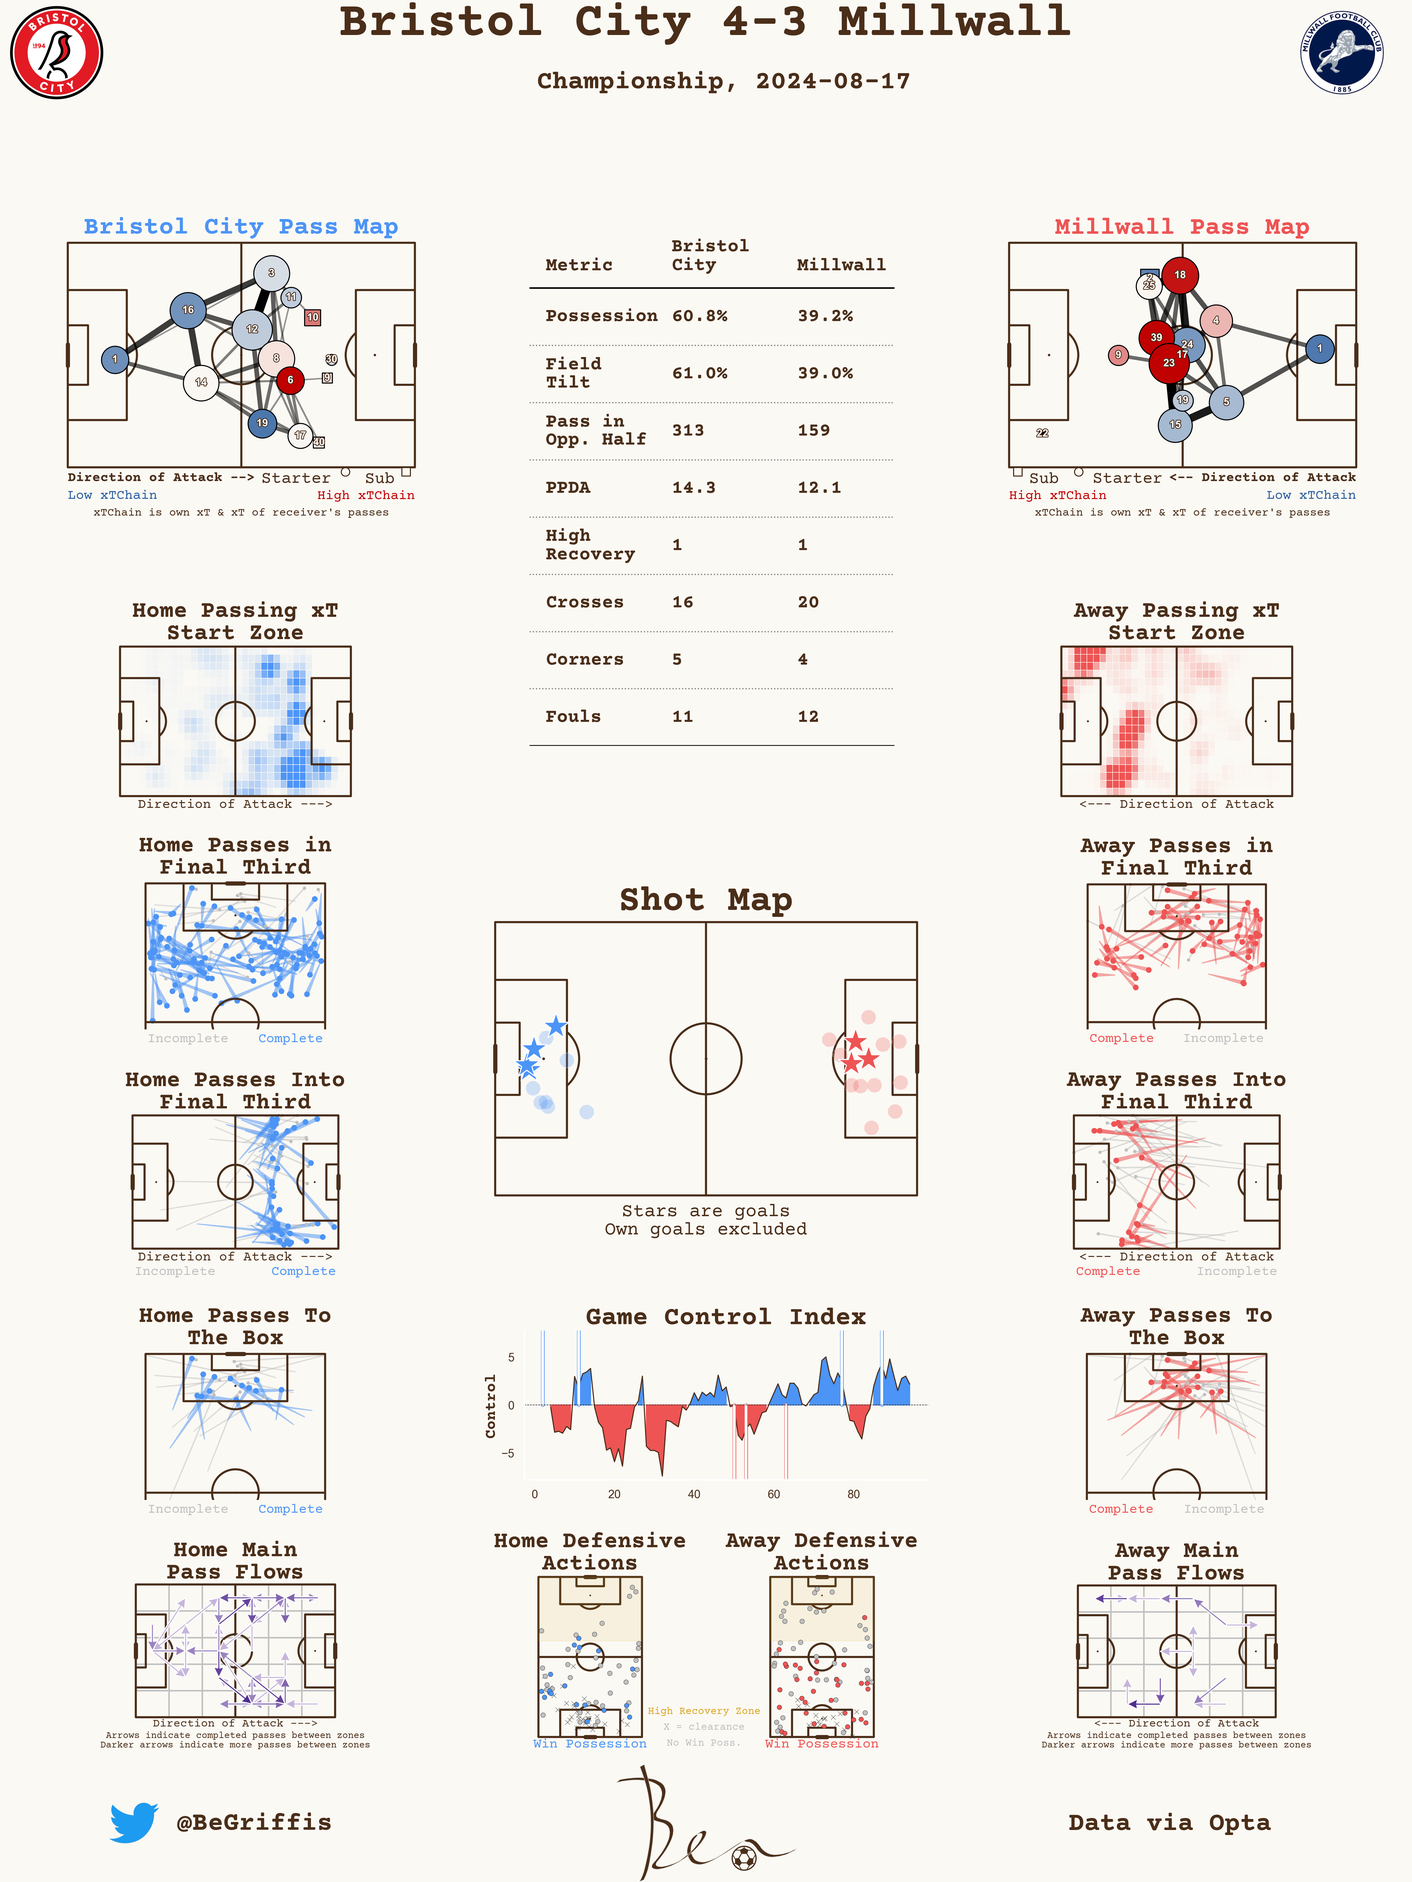 Bristol City 4-3 Millwall
Championship, 2024-08-17
BRISTOL
1894
CITY
MILLWALL FOOTBALL CLUB
1885
Bristol City Pass Map
1
16
14
3
12
11
10
8
6
30
9
19
17
40
Direction of Attack --> Starter Sub
Low xTChain High xTChain
xTChain is own xT & xT of receiver's passes
Metric Bristol City Millwall
Possession 60.8% 39.2%
Field Tilt 61.0% 39.0%
Pass in Opp. Half 313 159
PPDA 14.3 12.1
High Recovery 1 1
Crosses 16 20
Corners 5 4
Fouls 11 12
Millwall Pass Map
2
25
18
4
39
24
17
23
9
1
19
5
15
22
Sub Starter <-- Direction of Attack
High xTChain Low xTChain
xTChain is own xT & xT of receiver's passes
Home Passing xT
Start Zone
Direction of Attack --->
Away Passing xT
Start Zone
<--- Direction of Attack
Home Passes in
Final Third
Incomplete Complete
Away Passes in
Final Third
Complete Incomplete
Shot Map
Stars are goals
Own goals excluded
Home Passes Into
Final Third
Direction of Attack --->
Incomplete Complete
Away Passes Into
Final Third
<--- Direction of Attack
Complete Incomplete
Home Passes To
The Box
Incomplete Complete
Game Control Index
Control
5
0
−5
0 20 40 60 80
Away Passes To
The Box
Complete Incomplete
Home Main
Pass Flows
Direction of Attack --->
Arrows indicate completed passes between zones
Darker arrows indicate more passes between zones
Home Defensive
Actions
Win Possession
High Recovery Zone
X = clearance
No Win Poss.
Away Defensive
Actions
Win Possession
Away Main
Pass Flows
<--- Direction of Attack
Arrows indicate completed passes between zones
Darker arrows indicate more passes between zones
@BeGriffis
Ben
Data via Opta